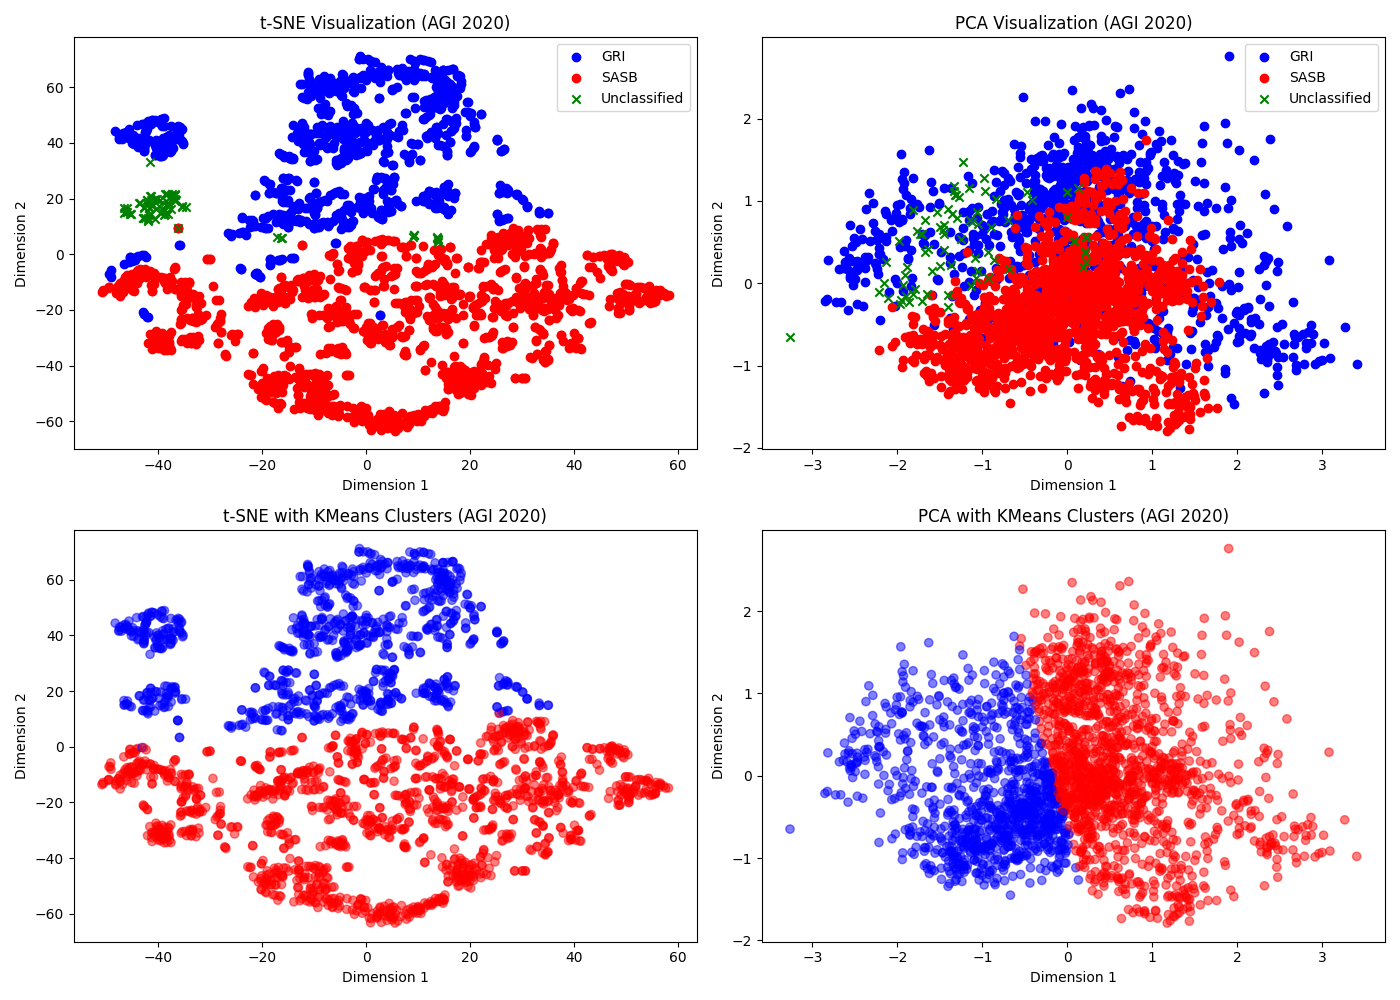 t-SNE Visualization (AGI 2020)
GRI
SASB
Unclassified
60
40
20
0
−20
−40
−60
Dimension 2
−40
−20
0
20
40
60
Dimension 1
PCA Visualization (AGI 2020)
GRI
SASB
Unclassified
2
1
0
−1
−2
Dimension 2
−3
−2
−1
0
1
2
3
Dimension 1
t-SNE with KMeans Clusters (AGI 2020)
60
40
20
0
−20
−40
−60
Dimension 2
−40
−20
0
20
40
60
Dimension 1
PCA with KMeans Clusters (AGI 2020)
2
1
0
−1
−2
Dimension 2
−3
−2
−1
0
1
2
3
Dimension 1